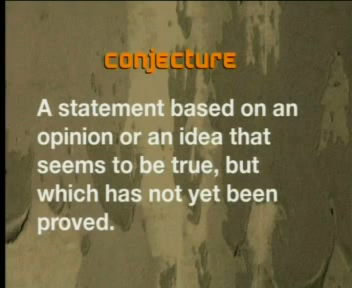 conjecture
A statement based on an
opinion or an idea that
seems to be true, but
which has not yet been
proved.